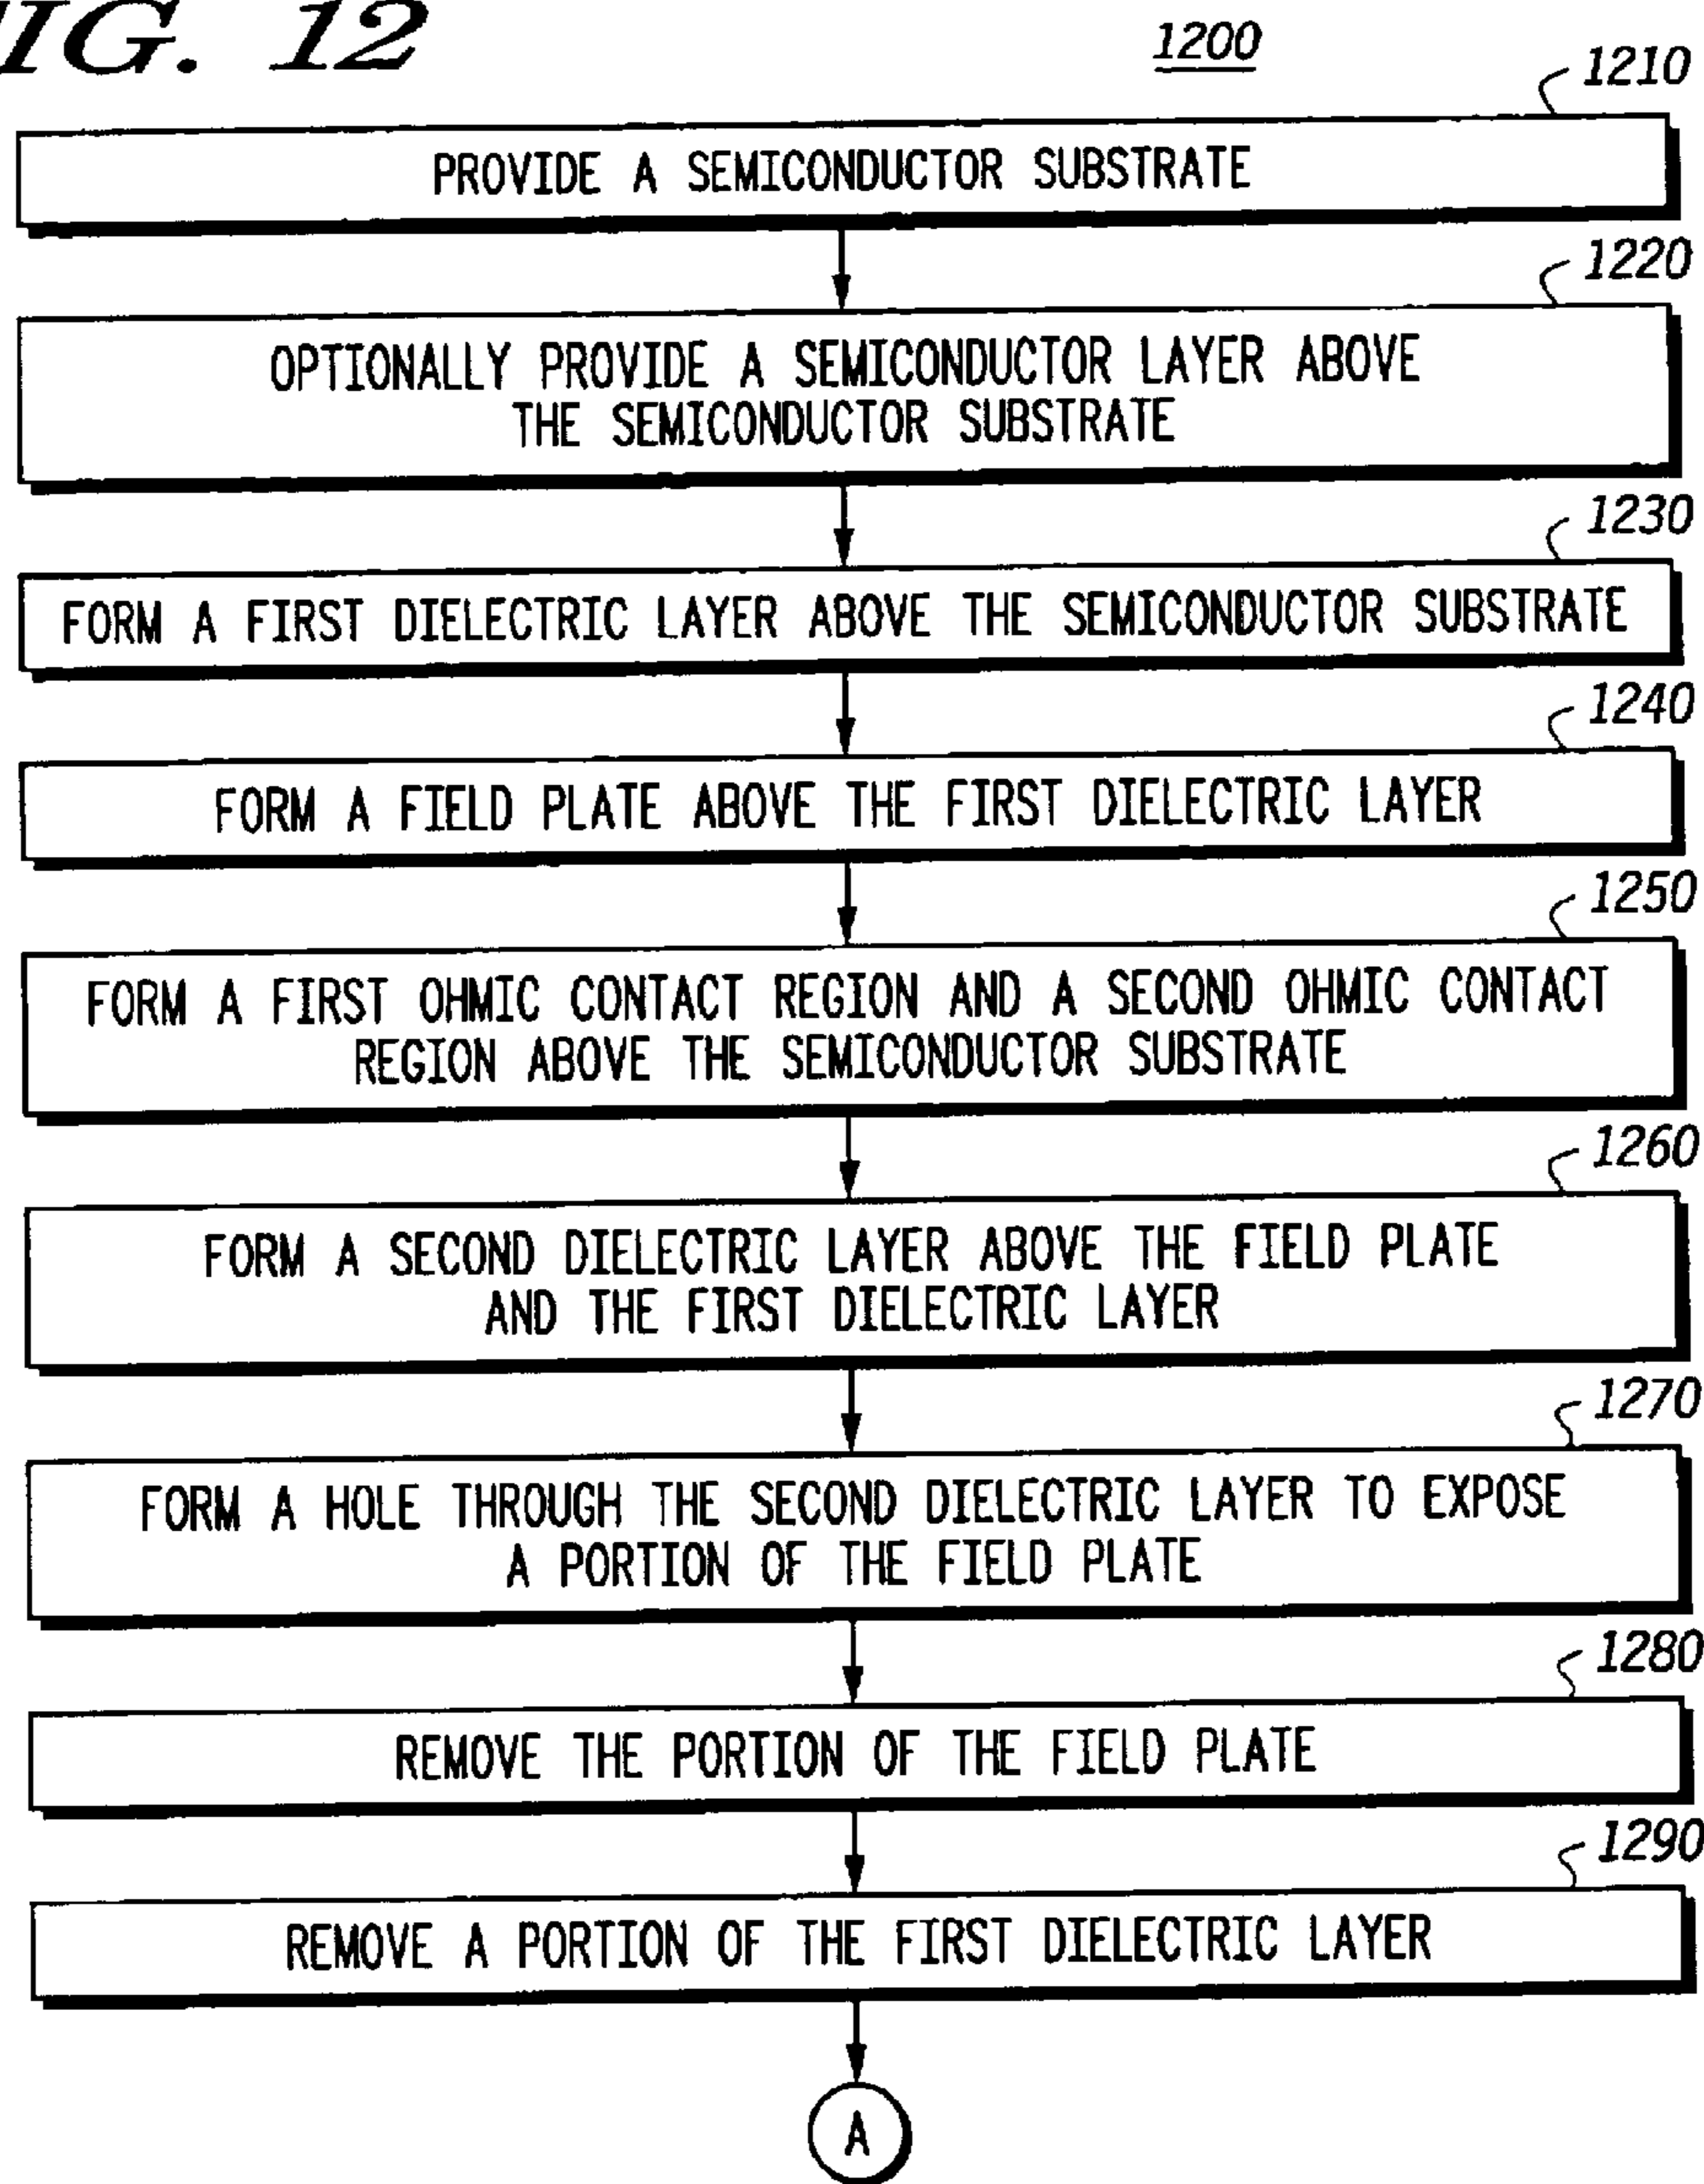 FIG. 12
1200
1210
PROVIDE A SEMICONDUCTOR SUBSTRATE
1220
OPTIONALLY PROVIDE A SEMICONDUCTOR LAYER ABOVE
THE SEMICONDUCTOR SUBSTRATE
1230
FORM A FIRST DIELECTRIC LAYER ABOVE THE SEMICONDUCTOR SUBSTRATE
1240
FORM A FIELD PLATE ABOVE THE FIRST DIELECTRIC LAYER
1250
FORM A FIRST OHMIC CONTACT REGION AND A SECOND OHMIC CONTACT
REGION ABOVE THE SEMICONDUCTOR SUBSTRATE
1260
FORM A SECOND DIELECTRIC LAYER ABOVE THE FIELD PLATE
AND THE FIRST DIELECTRIC LAYER
1270
FORM A HOLE THROUGH THE SECOND DIELECTRIC LAYER TO EXPOSE
A PORTION OF THE FIELD PLATE
1280
REMOVE THE PORTION OF THE FIELD PLATE
1290
REMOVE A PORTION OF THE FIRST DIELECTRIC LAYER
A